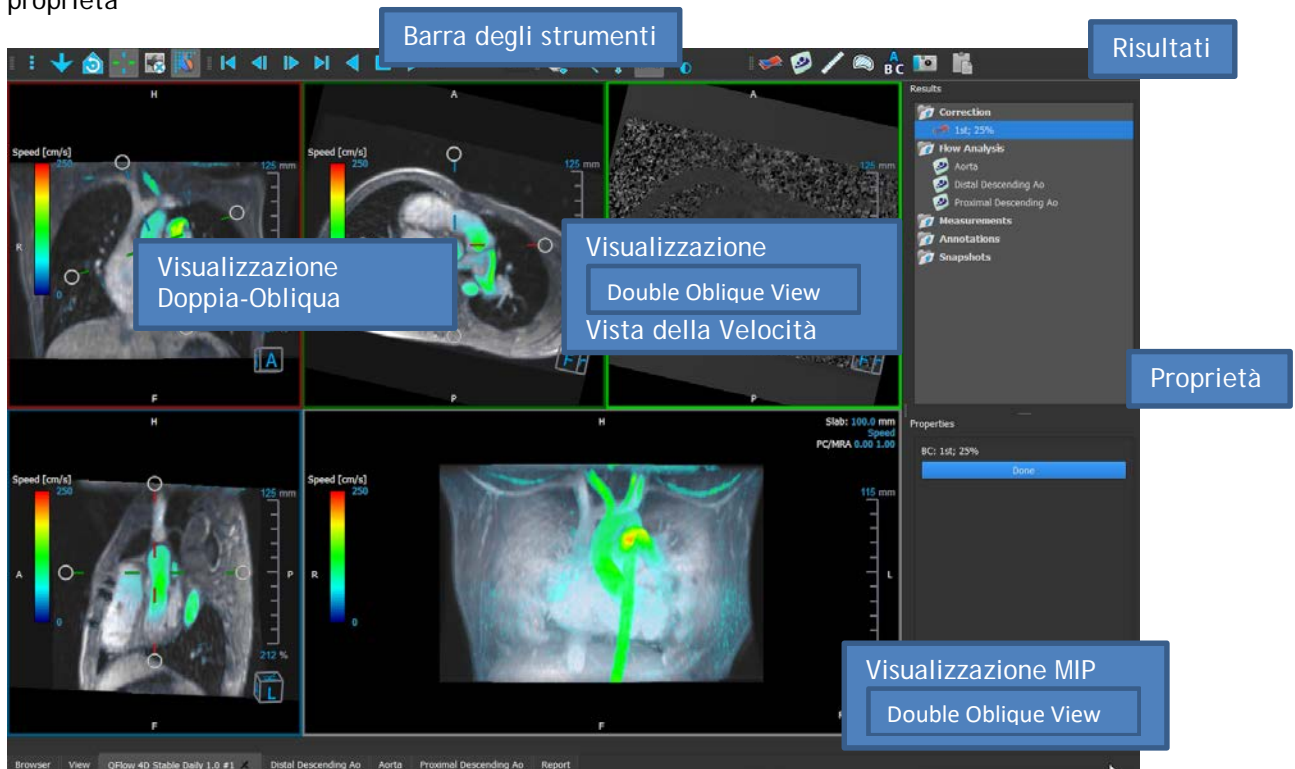 proprietà
Barra degli strumenti
Risultati
A
B C
Results
Correction
1st; 25%
Flow Analysis
Aorta
Distal Descending Ao
Proximal Descending Ao
Measurements
Annotations
Snapshots
H
Speed [cm/s]
250
125 mm
R
0
A
F
A
Speed [cm/s]
250
125 mm
F
P
A
125 mm
F
P
Visualizzazione
Doppia-Obliqua
Visualizzazione
Double Oblique View
Vista della Velocità
Proprietà
H
Speed [cm/s]
250
125 mm
A
P
0
212 %
L
F
H
Slab: 100.0 mm
Speed
PC/MRA 0.00 1.00
Speed [cm/s]
250
115 mm
R
L
0
F
Properties
BC: 1st; 25%
Done
Visualizzazione MIP
Double Oblique View
Browser View QFlow 4D Stable Daily 1.0 #1 Distal Descending Ao Aorta Proximal Descending Ao Report